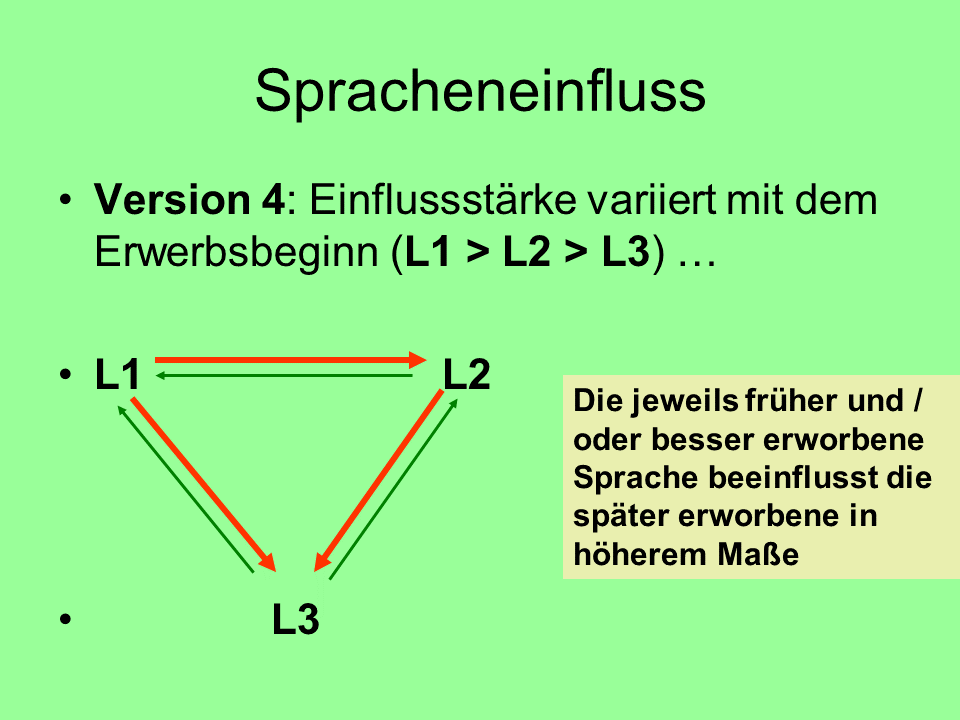 Spracheneinfluss
• Version 4: Einflussstärke variiert mit dem
Erwerbsbeginn (L1 > L2 > L3) …
• L1 L2
Die jeweils früher und /
oder besser erworbene
Sprache beeinflusst die
später erworbene in
höherem Maße
• L3